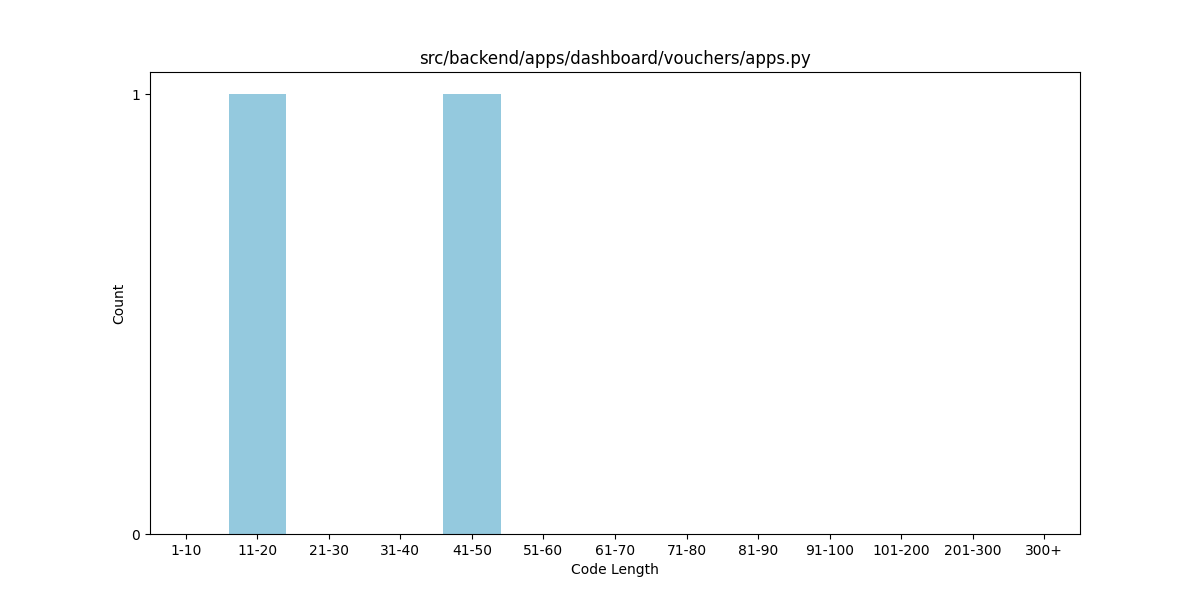 src/backend/apps/dashboard/vouchers/apps.py
1
Count
0
1-10 11-20 21-30 31-40 41-50 51-60 61-70 71-80 81-90 91-100 101-200 201-300 300+
Code Length